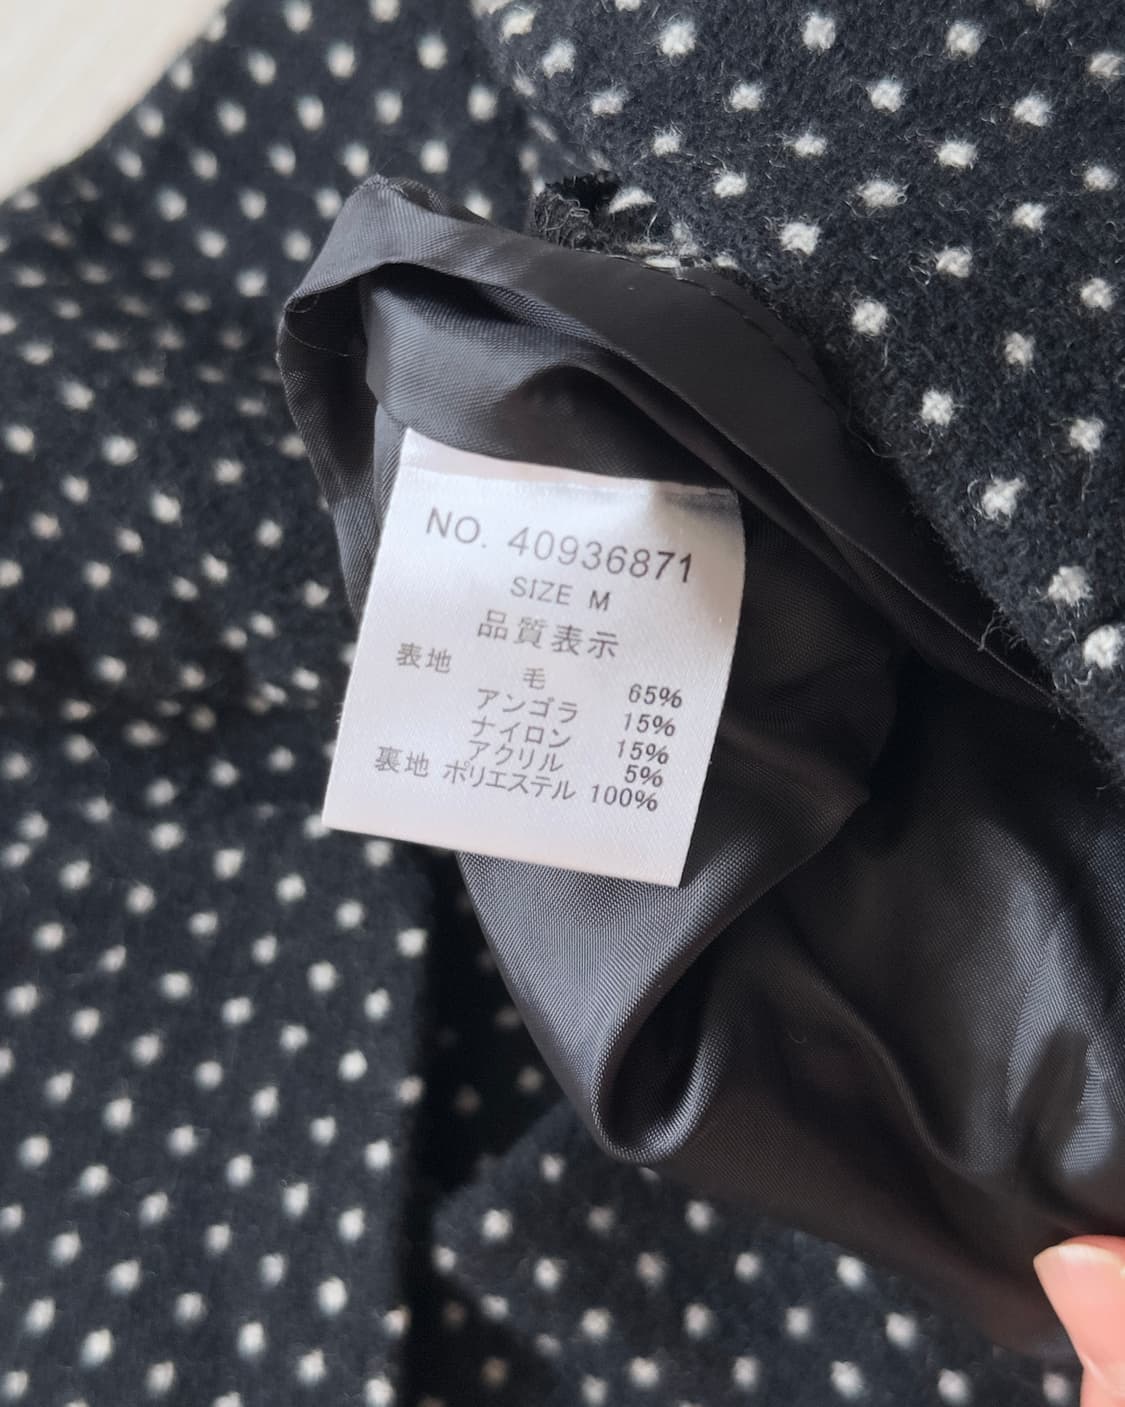 NO. 40936871
SIZE M
品質表示
表地 毛 65%
アンゴラ 15%
ナイロン 15%
アクリル 5%
裏地 ポリエステル 100%